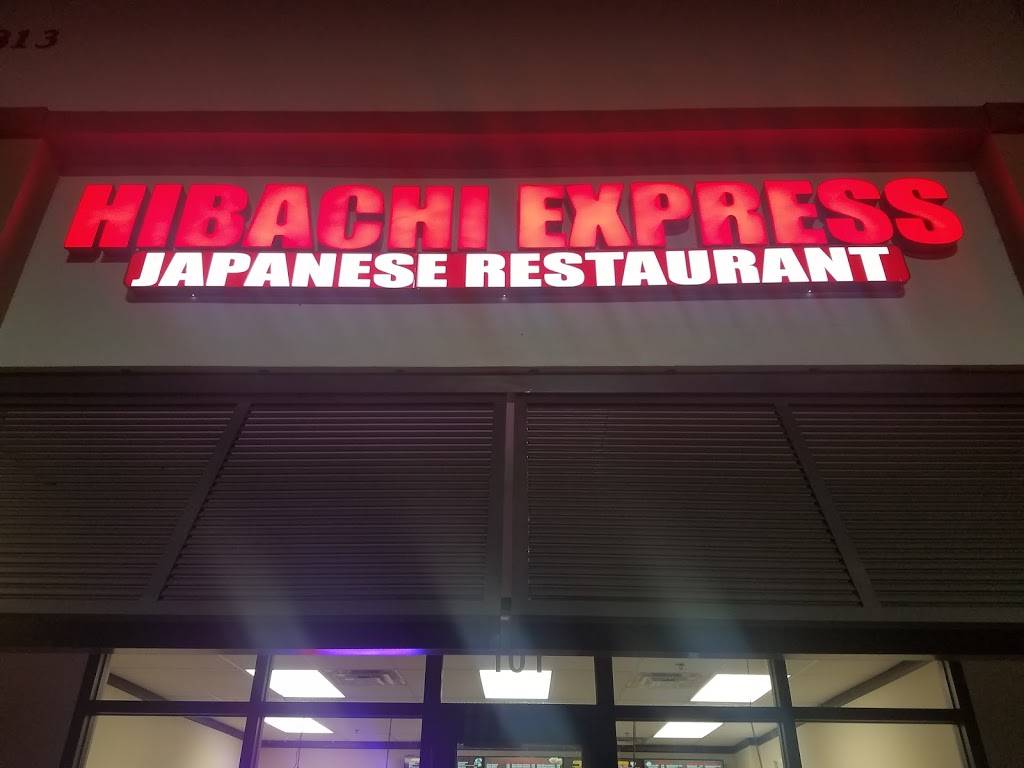 313
HIBACHI EXPRESS
JAPANESE RESTAURANT
101